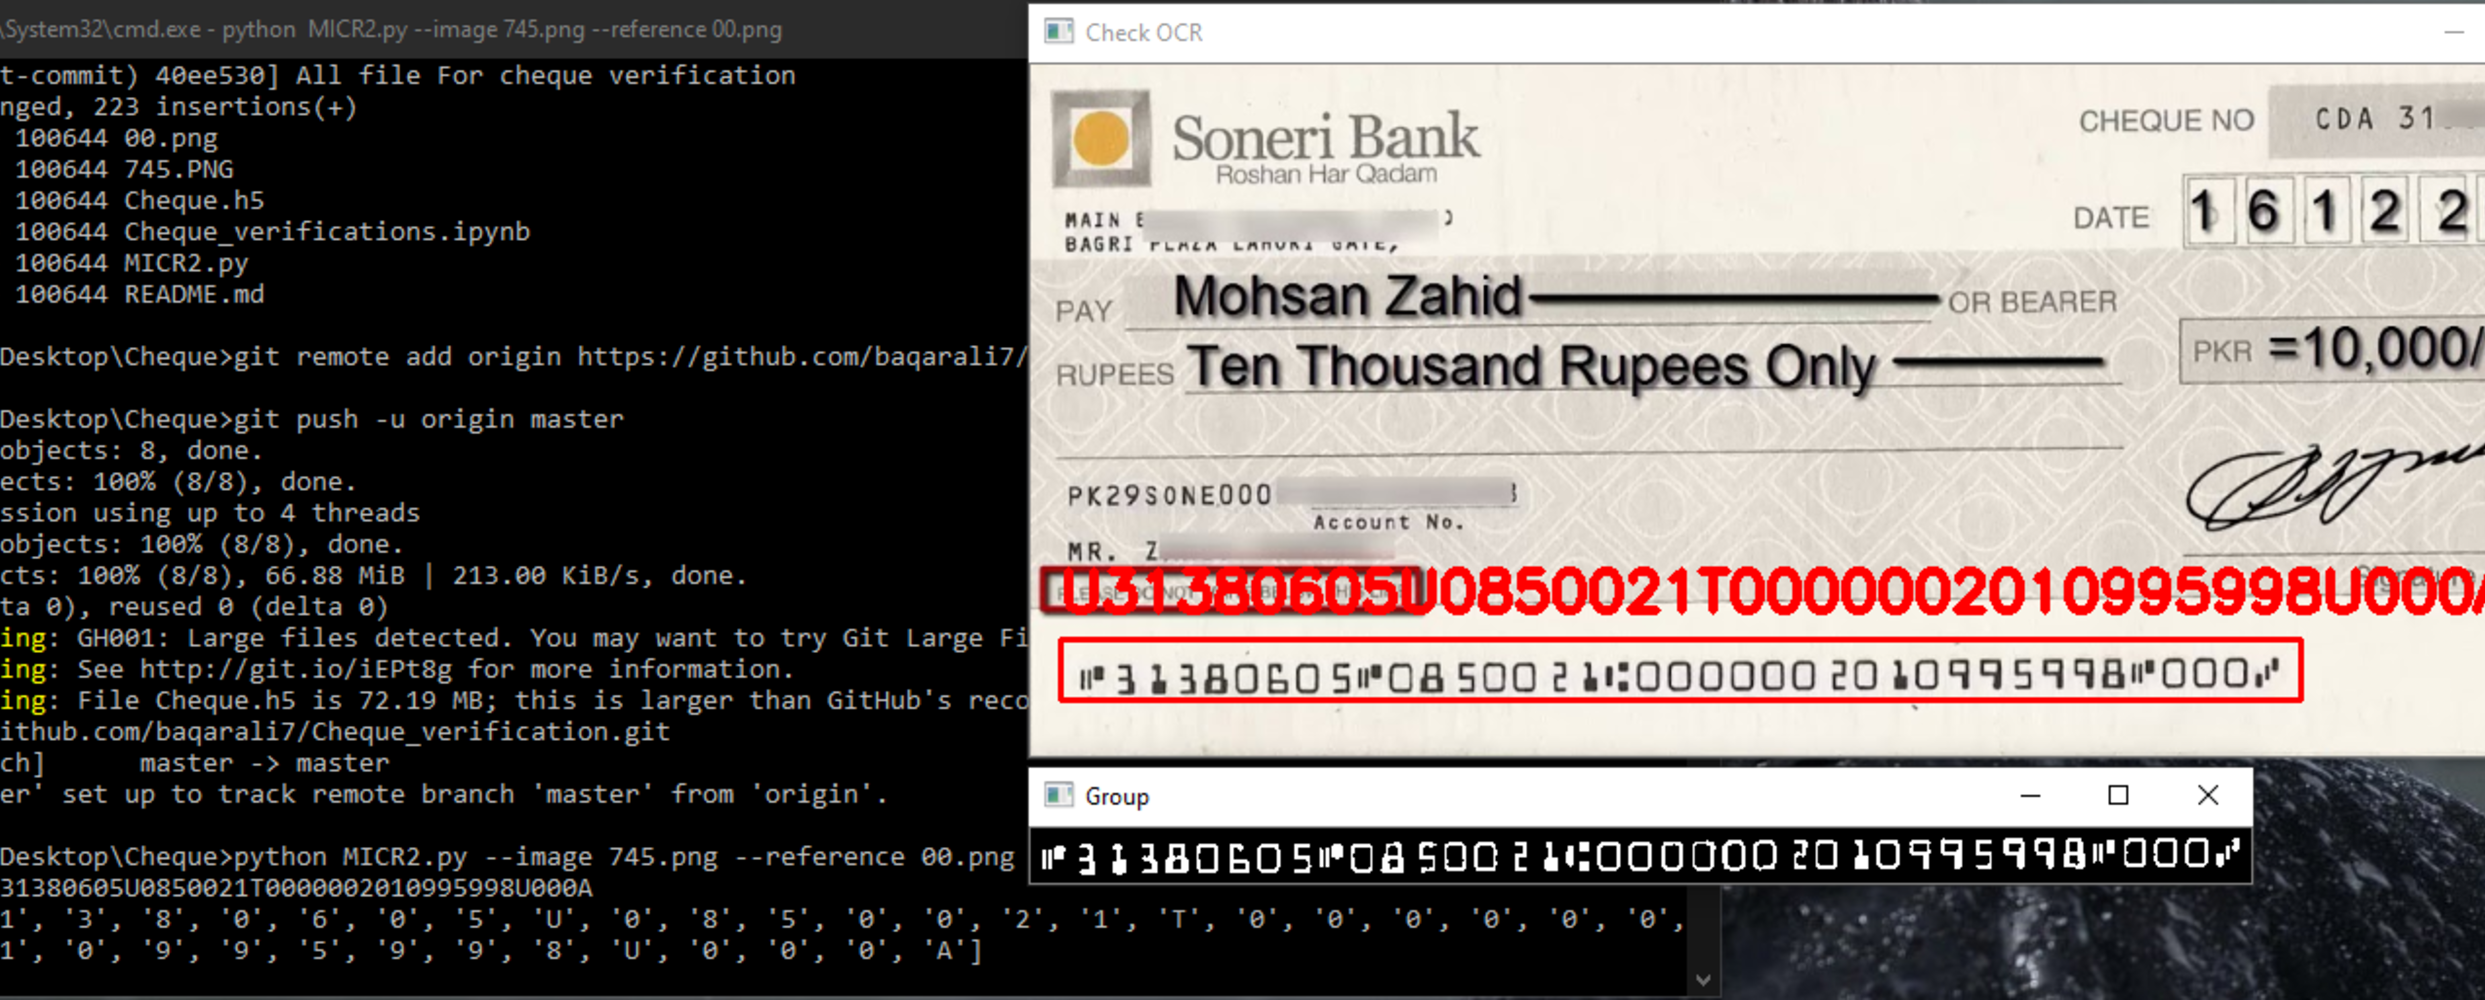 \System32\cmd.exe - python  MICR2.py --image 745.png --reference 00.png
t-commit) 40ee530] All file For cheque verification
nged, 223 insertions(+)
100644 00.png
100644 745.PNG
100644 Cheque.h5
100644 Cheque_verifications.ipynb
100644 MICR2.py
100644 README.md
Desktop\Cheque>git remote add origin https://github.com/baqarali7/
Desktop\Cheque>git push -u origin master
objects: 8, done.
ects: 100% (8/8), done.
ssion using up to 4 threads
objects: 100% (8/8), done.
cts: 100% (8/8), 66.88 MiB | 213.00 KiB/s, done.
ta 0), reused 0 (delta 0)
ing: GH001: Large files detected. You may want to try Git Large Fi
ing: See http://git.io/iEPt8g for more information.
ing: File Cheque.h5 is 72.19 MB; this is larger than GitHub's reco
ithub.com/baqarali7/Cheque_verification.git
ch]      master -> master
er' set up to track remote branch 'master' from 'origin'.
Desktop\Cheque>python MICR2.py --image 745.png --reference 00.png
31380605U0850021T0000002010995998U000A
1', '3', '8', '0', '6', '0', '5', 'U', '0', '8', '5', '0', '0', '2', '1', 'T', '0', '0', '0', '0', '0', '0',
1', '0', '9', '9', '5', '9', '9', '8', 'U', '0', '0', '0', 'A']
Check OCR
Soneri Bank
Roshan Har Qadam
CHEQUE NO CDA 31
DATE 1 6 1 2 2
MAIN
BAGRI PLAZA LAHORI GATE,
PAY Mohsan Zahid OR BEARER
RUPEES Ten Thousand Rupees Only
PKR =10,000/
PK29SONE000
Account No.
MR. Z
U31380605U0850021T0000002010995998U000
⑈31380605⑈0850021⑆0000002010995998⑈000⑇
Group
⑈31380605⑈0850021⑆0000002010995998⑈000⑇